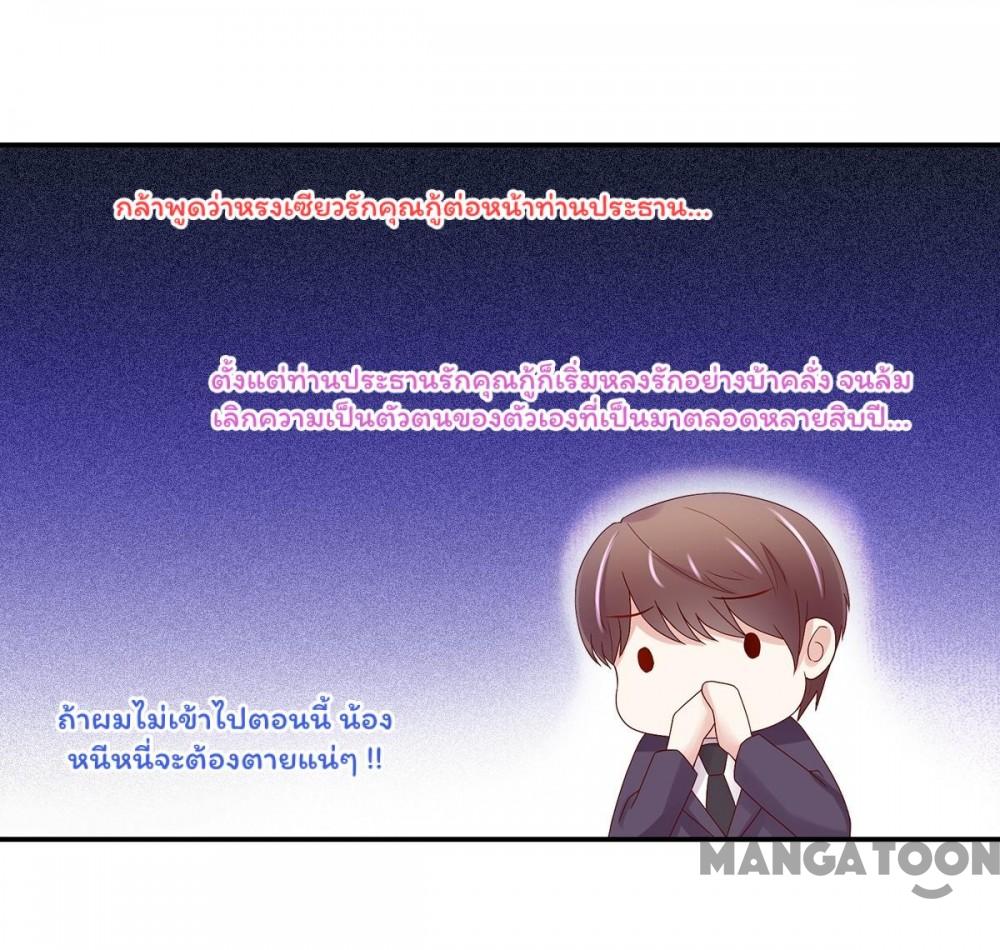 กล้าพูดว่าหรงเซียวรักคุณกู้ต่อหน้าท่านประธาน...
ตั้งแต่ท่านประธานรักคุณกู้ก็เริ่มหลงรักอย่างบ้าคลั่ง จนล้ม
เลิกความเป็นตัวตนของตัวเองที่เป็นมาตลอดหลายสิบปี...
ถ้าผมไม่เข้าไปตอนนี้ น้อง
หนีหนี่จะต้องตายแน่ๆ !!
MANGATOON